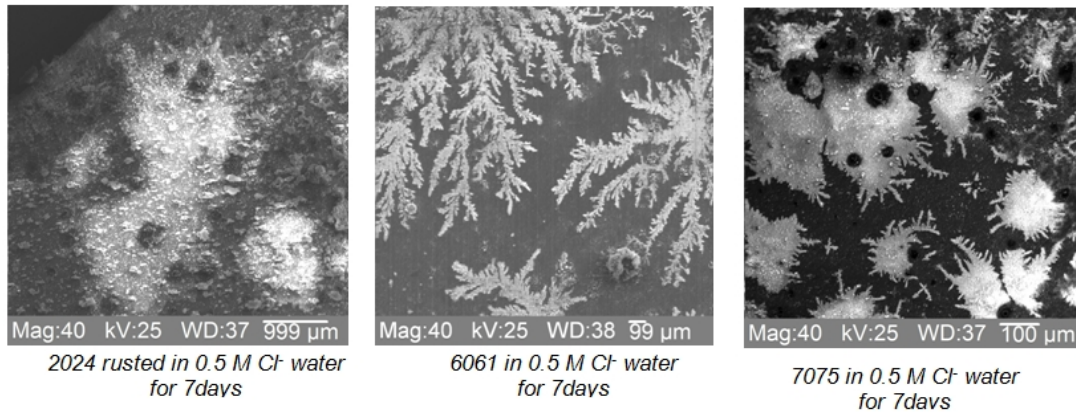 Mag:40 kV:25 WD:37 999 µm
Mag:40 kV:25 WD:38 99 µm
Mag:40 kV:25 WD:37 100 µm
2024 rusted in 0.5 M Cl- water
for 7days
6061 in 0.5 M Cl- water
for 7days
7075 in 0.5 M Cl- water
for 7days